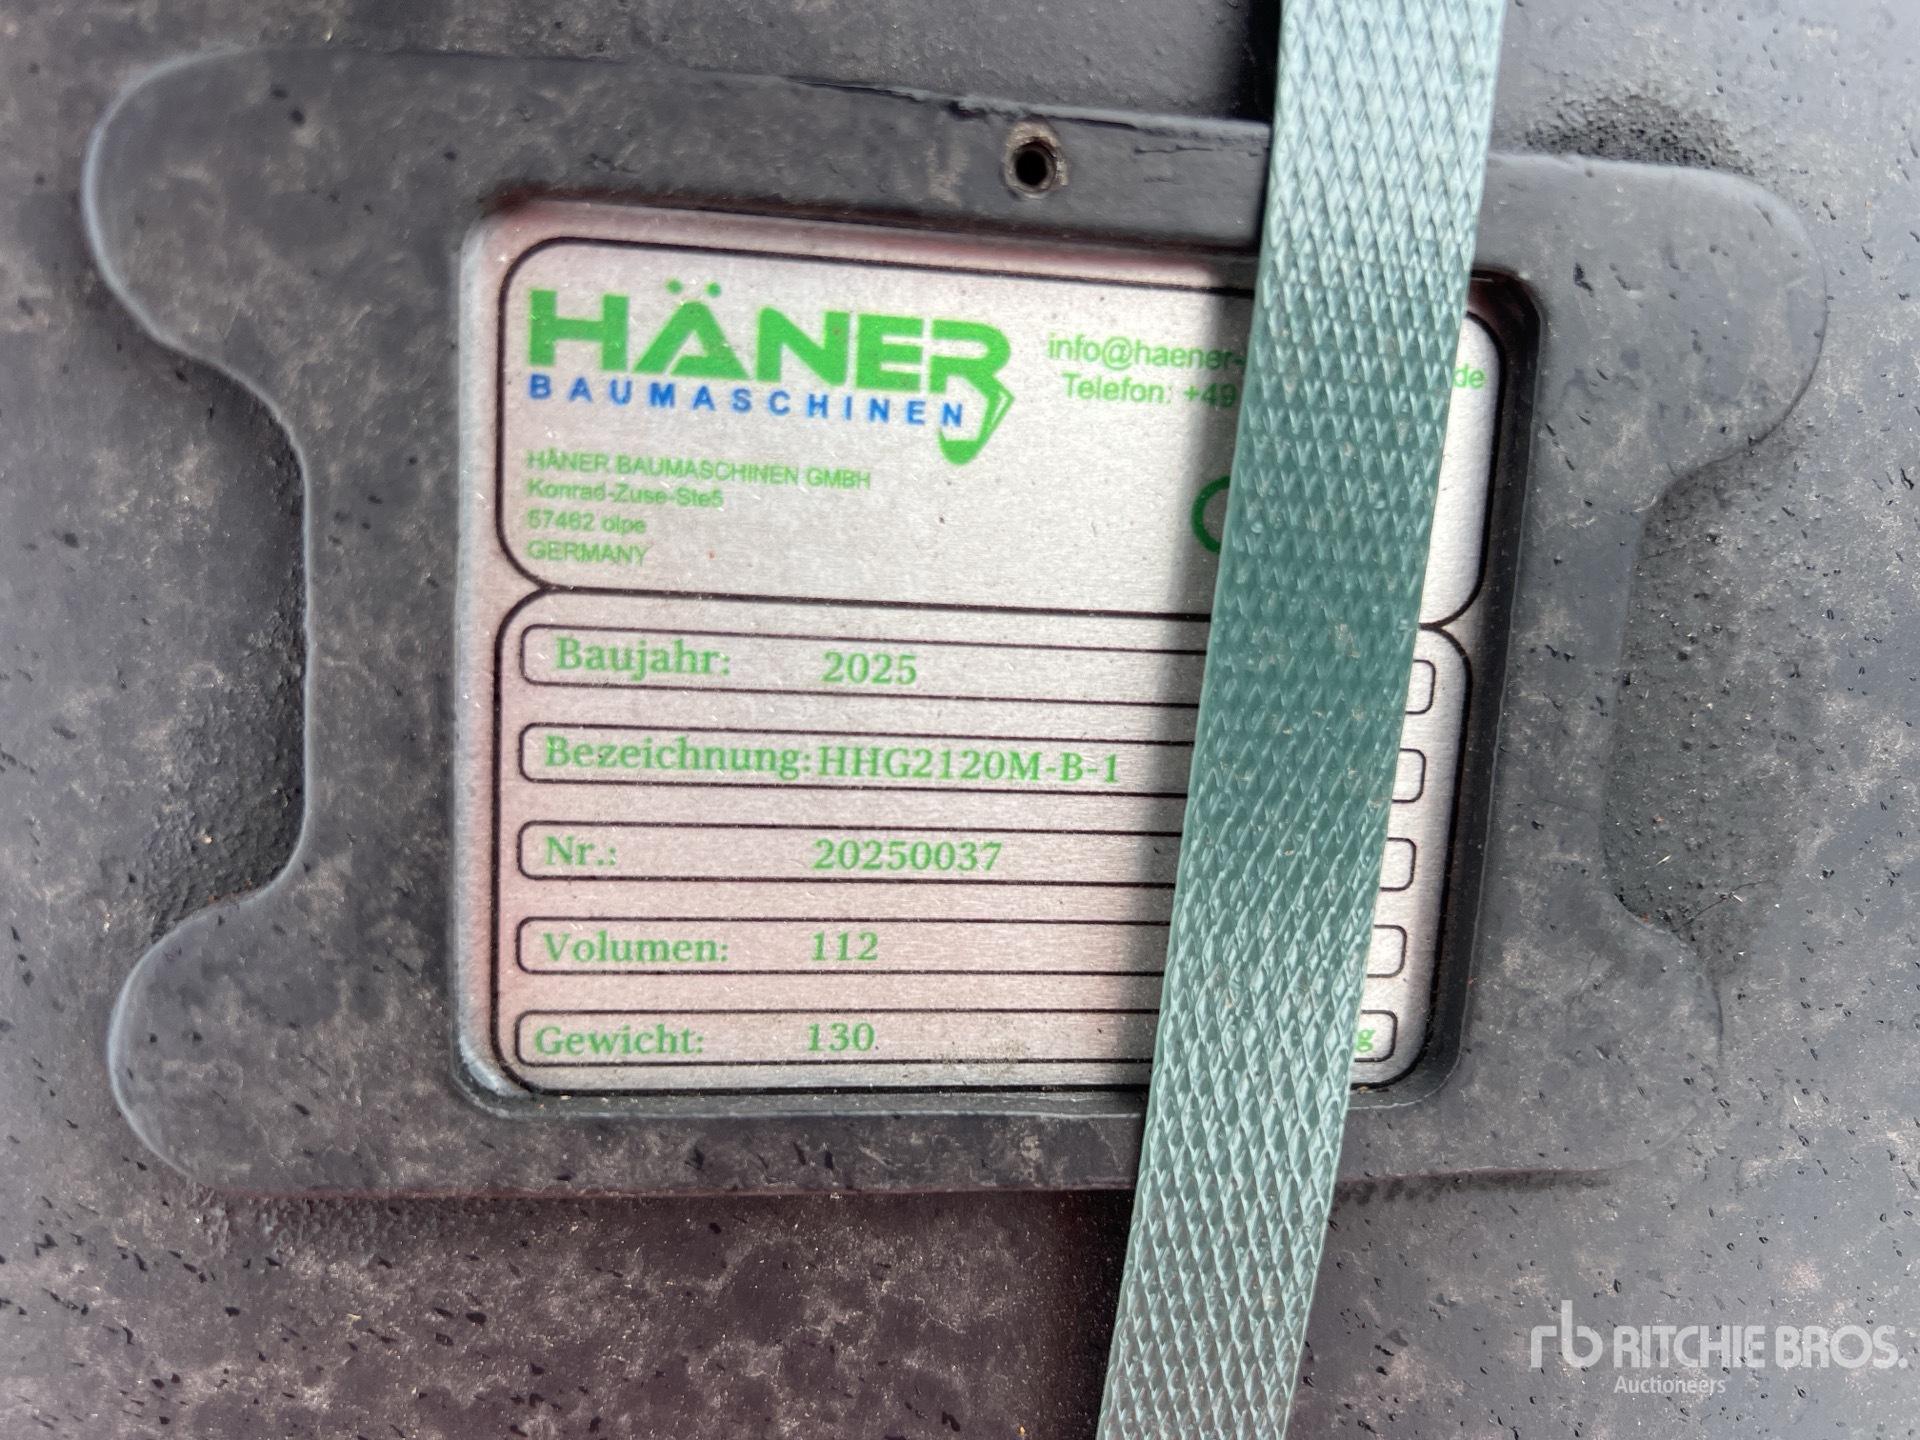 HÄNER
BAUMASCHINEN
info@haener- de
Telefon: +49
HÄNER BAUMASCHINEN GMBH
Konrad-Zuse-Ste5
57462 olpe
GERMANY
Baujahr: 2025
Bezeichnung: HHG2120M-B-1
Nr.: 20250037
Volumen: 112
Gewicht: 130 g
rb RITCHIE BROS.
Auctioneers